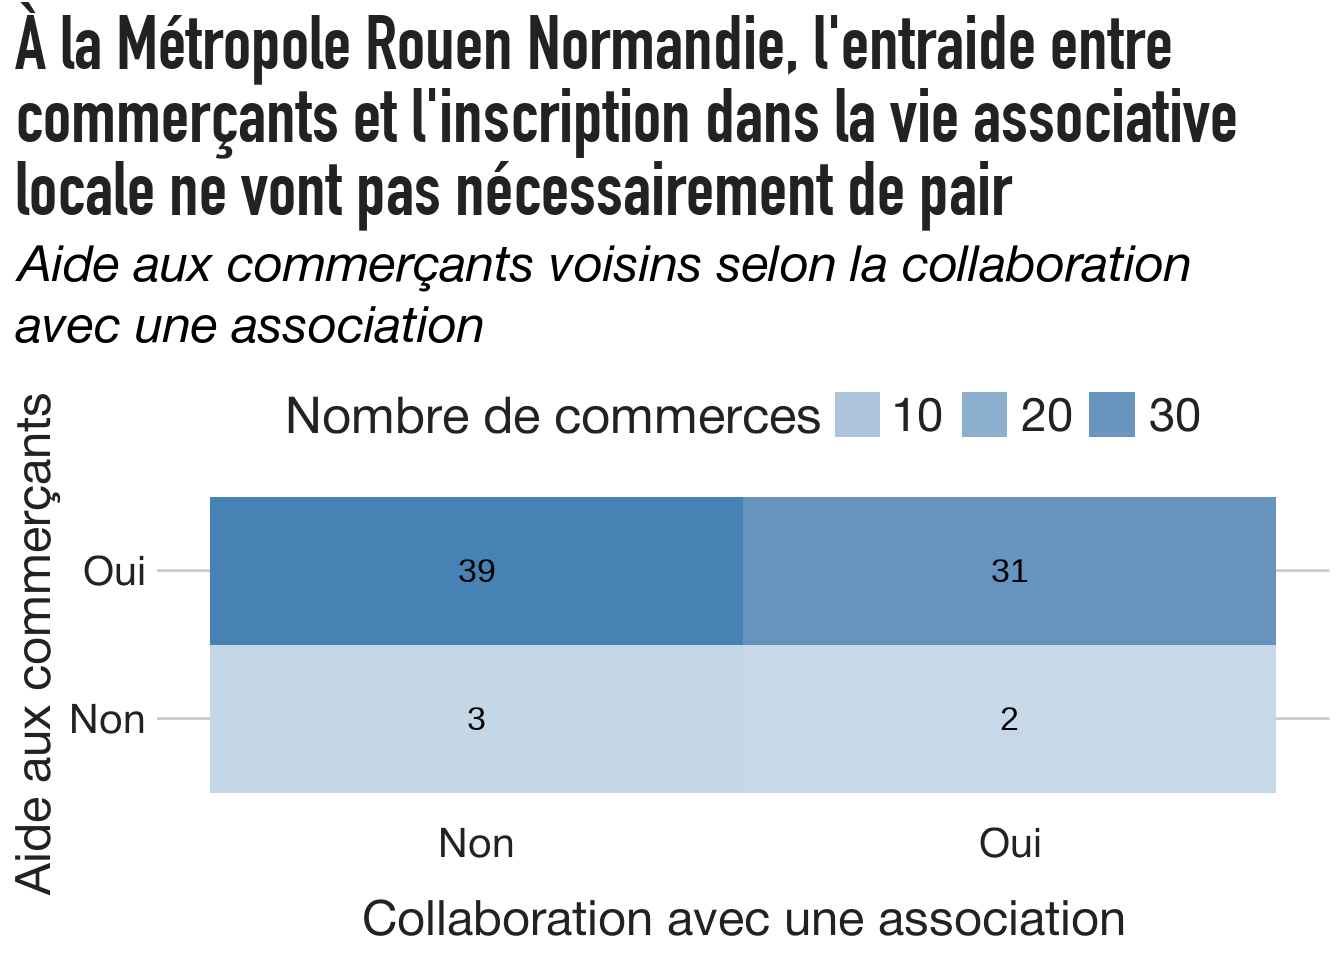 À la Métropole Rouen Normandie, l'entraide entre
commerçants et l'inscription dans la vie associative
locale ne vont pas nécessairement de pair
Aide aux commerçants voisins selon la collaboration
avec une association
Nombre de commerces 10 20 30
Aide aux commerçants
Oui 39 31
Non 3 2
Non Oui
Collaboration avec une association